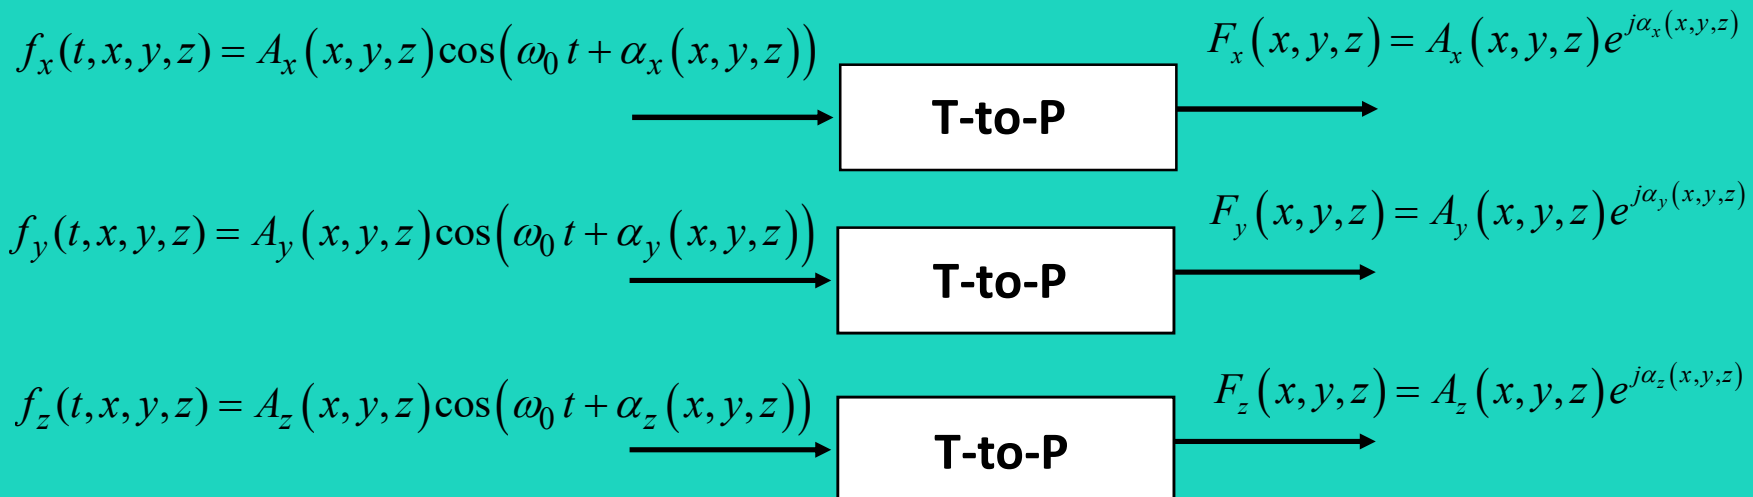 f_x(t,x,y,z) = A_x(x,y,z)cos(ω_0 t + α_x(x,y,z))
F_x(x,y,z) = A_x(x,y,z)e^{jα_x(x,y,z)}
T-to-P
f_y(t,x,y,z) = A_y(x,y,z)cos(ω_0 t + α_y(x,y,z))
F_y(x,y,z) = A_y(x,y,z)e^{jα_y(x,y,z)}
T-to-P
f_z(t,x,y,z) = A_z(x,y,z)cos(ω_0 t + α_z(x,y,z))
F_z(x,y,z) = A_z(x,y,z)e^{jα_z(x,y,z)}
T-to-P